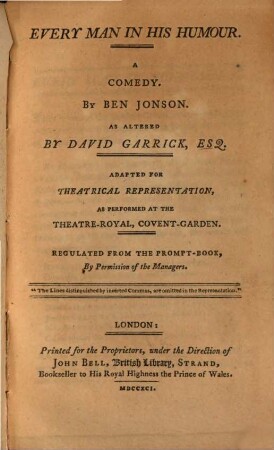 EVERY MAN IN HIS HUMOUR.
A
COMEDY.
BY BEN JONSON.
AS ALTERED
BY DAVID GARRICK, ESQ.
ADAPTED FOR
THEATRICAL REPRESENTATION,
AS PERFORMED AT THE
THEATRE-ROYAL, COVENT-GARDEN.
REGULATED FROM THE PROMPT-BOOK,
By Permission of the Managers.
"The Lines distinguished by inverted Commas, are omitted in the Representation."
LONDON:
Printed for the Proprietors, under the Direction of
JOHN BELL, British Library, STRAND,
Bookseller to His Royal Highness the Prince of Wales.
MDCCXCI.